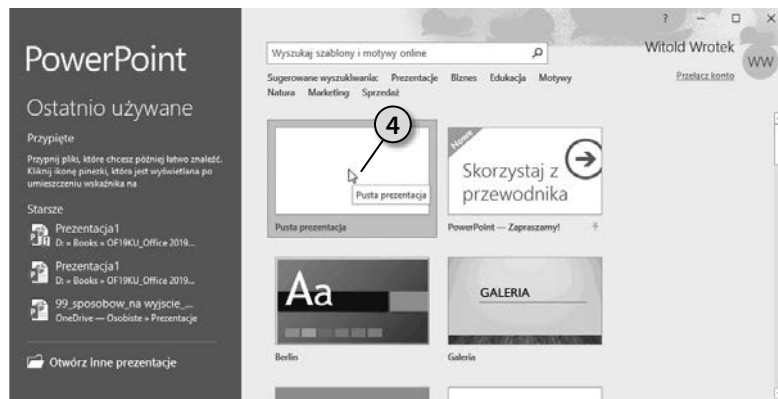 PowerPoint
Ostatnio używane
Przypięte
Przypnij pliki, które chcesz później łatwo znaleźć.
Kliknij ikonę pinezki, która jest wyświetlana po
umieszczeniu wskaźnika na
Starsze
Prezentacja1
D: » Books » OF19KU_Office 2019...
Prezentacja1
D: » Books » OF19KU_Office 2019...
99_sposobow_na wyjscie_...
OneDrive — Osobiste » Prezentacje
Otwórz Inne prezentacje
?
Witold Wrotek
WW
Przełącz konto
Wyszukaj szablony i motywy online
Sugerowane wyszukiwania: Prezentacje Biznes Edukacja Motywy
Natura Marketing Sprzedaż
4
Pusta prezentacja
Pusta prezentacja
Nowe
Skorzystaj z
przewodnika
PowerPoint — Zapraszamy!
Aa
Berlin
GALERIA
Galeria